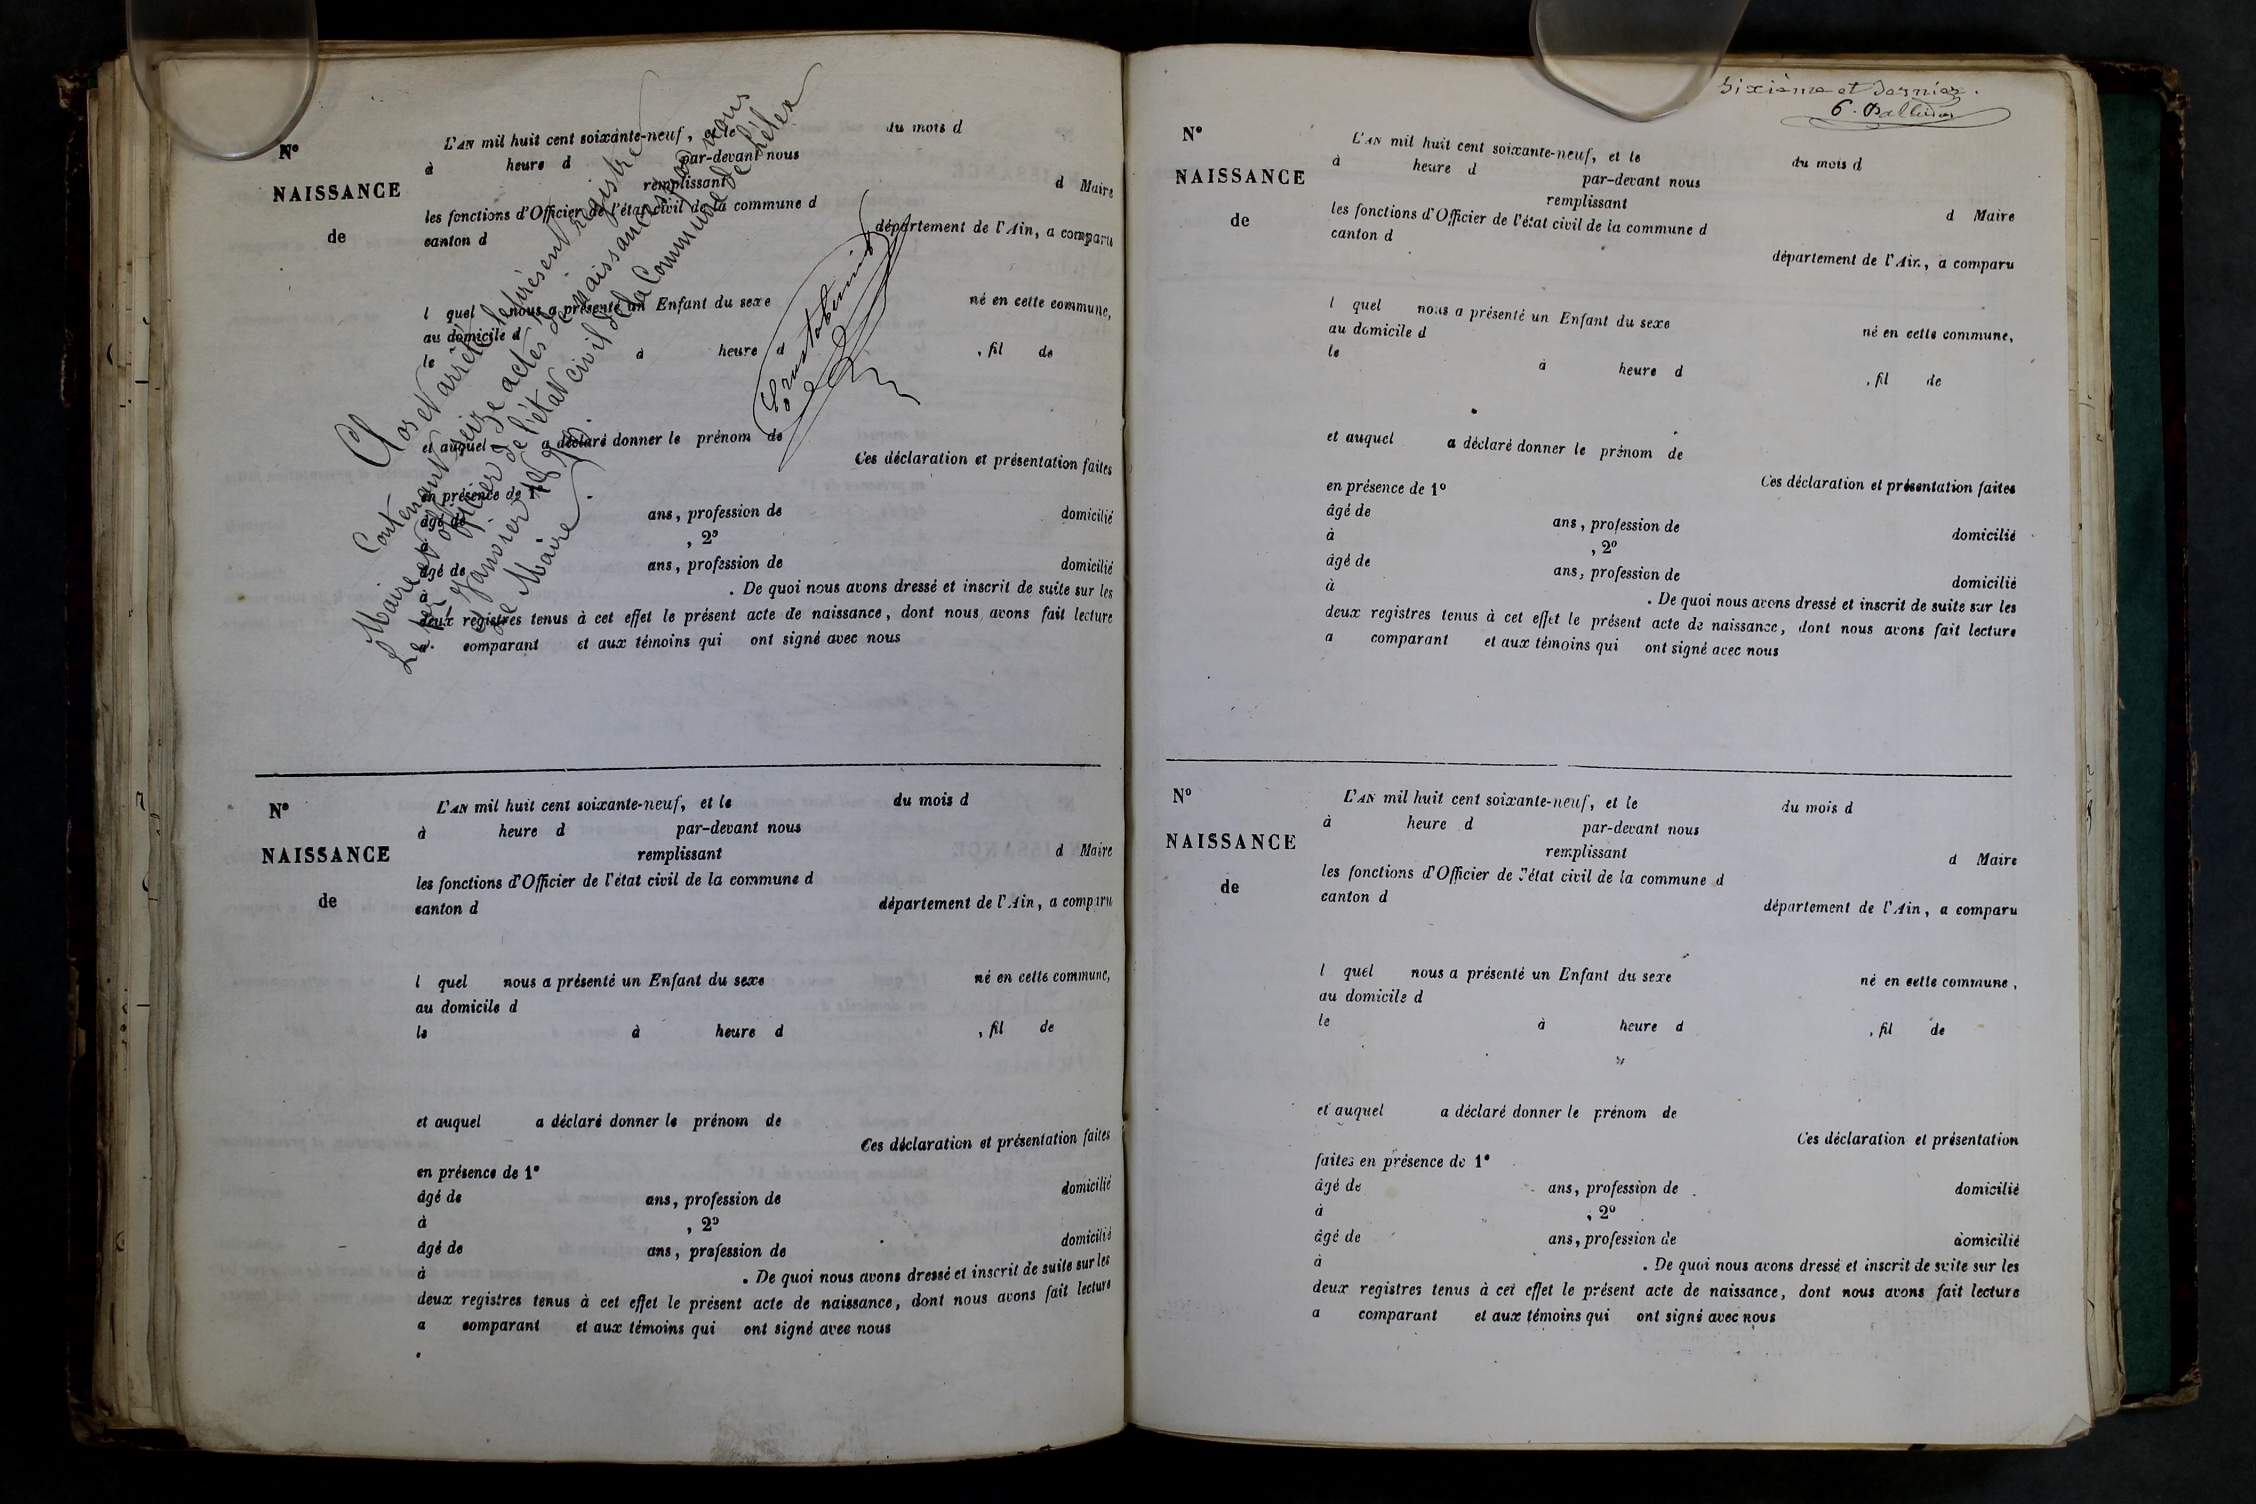 N°
NAISSANCE
de
L'AN mil huit cent soixante-neuf, et le du mois d
à heure d par-devant nous
remplissant d Maire
les fonctions d'Officier de l'état civil de la commune d
canton d département de l'Ain, a comparu
l quel nous a présenté un Enfant du sexe né en cette commune,
au domicile d
le à heure d , fil de
et auquel a déclaré donner le prénom de
Ces déclaration et présentation faites
en présence de 1°
âgé de ans, profession de domicilié
à , 2°
âgé de ans, profession de domicilié
à . De quoi nous avons dressé et inscrit de suite sur les
deux registres tenus à cet effet le présent acte de naissance, dont nous avons fait lecture
a comparant et aux témoins qui ont signé avec nous
Clos et arrêté le présent registre
Contenant seize actes de naissances par nous
Maire et officier de l'état civil de la Commune de
Le 1er Janvier 1870.
Le Maire
N°
NAISSANCE
de
L'AN mil huit cent soixante-neuf, et le du mois d
à heure d par-devant nous
remplissant d Maire
les fonctions d'Officier de l'état civil de la commune d
canton d département de l'Ain, a comparu
l quel nous a présenté un Enfant du sexe né en cette commune,
au domicile d
le à heure d , fil de
et auquel a déclaré donner le prénom de
Ces déclaration et présentation faites
en présence de 1°
âgé de ans, profession de domicilié
à , 2°
âgé de ans, profession de domicilié
à . De quoi nous avons dressé et inscrit de suite sur les
deux registres tenus à cet effet le présent acte de naissance, dont nous avons fait lecture
a comparant et aux témoins qui ont signé avec nous
Sixième et dernier.
N°
NAISSANCE
de
L'AN mil huit cent soixante-neuf, et le du mois d
à heure d par-devant nous
remplissant d Maire
les fonctions d'Officier de l'état civil de la commune d
canton d département de l'Ain, a comparu
l quel nous a présenté un Enfant du sexe né en cette commune,
au domicile d
le à heure d , fil de
et auquel a déclaré donner le prénom de
Ces déclaration et présentation faites
en présence de 1°
âgé de ans, profession de domicilié
à , 2°
âgé de ans, profession de domicilié
à . De quoi nous avons dressé et inscrit de suite sur les
deux registres tenus à cet effet le présent acte de naissance, dont nous avons fait lecture
a comparant et aux témoins qui ont signé avec nous
N°
NAISSANCE
de
L'AN mil huit cent soixante-neuf, et le du mois d
à heure d par-devant nous
remplissant d Maire
les fonctions d'Officier de l'état civil de la commune d
canton d département de l'Ain, a comparu
l quel nous a présenté un Enfant du sexe né en cette commune,
au domicile d
le à heure d , fil de
et auquel a déclaré donner le prénom de
Ces déclaration et présentation
faites en présence de 1°
âgé de ans, profession de domicilié
à , 2°
âgé de ans, profession de domicilié
à . De quoi nous avons dressé et inscrit de suite sur les
deux registres tenus à cet effet le présent acte de naissance, dont nous avons fait lecture
a comparant et aux témoins qui ont signé avec nous